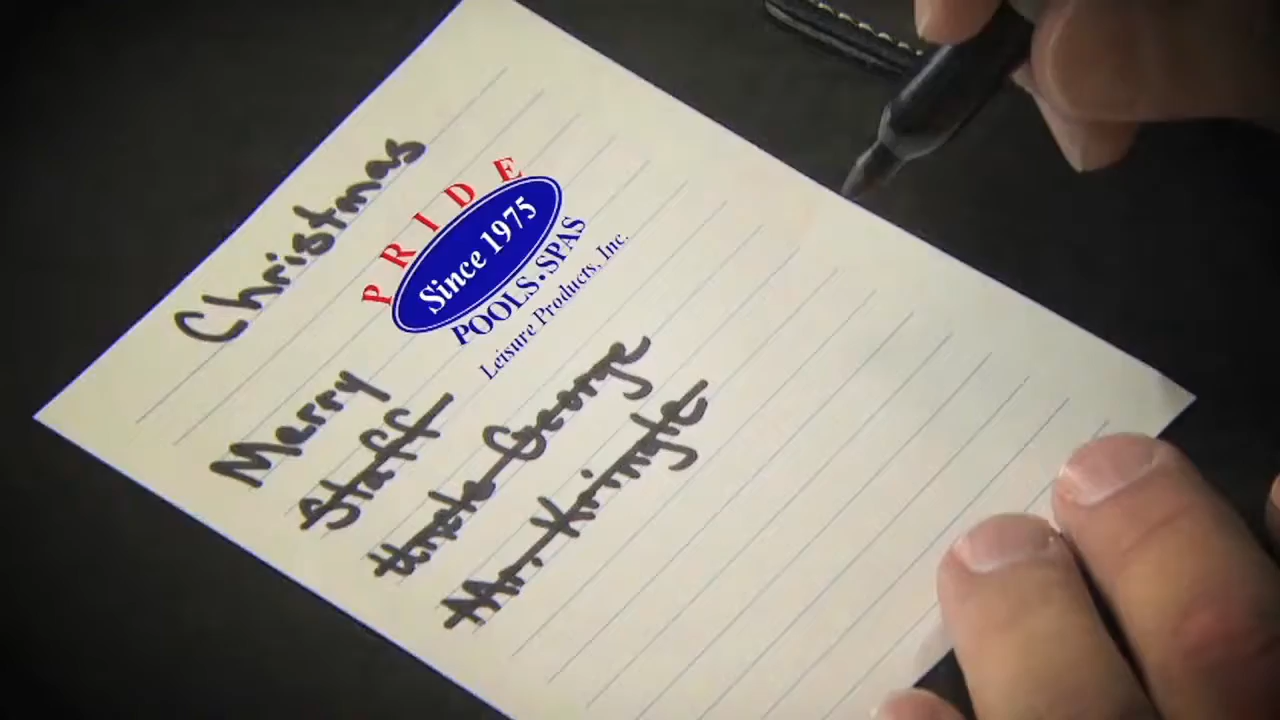 Christmas
PRIDE
Since 1975
POOLS•SPAS
Leisure Products, Inc.
Merry
Staff
Uncle George
Mr. Kringle